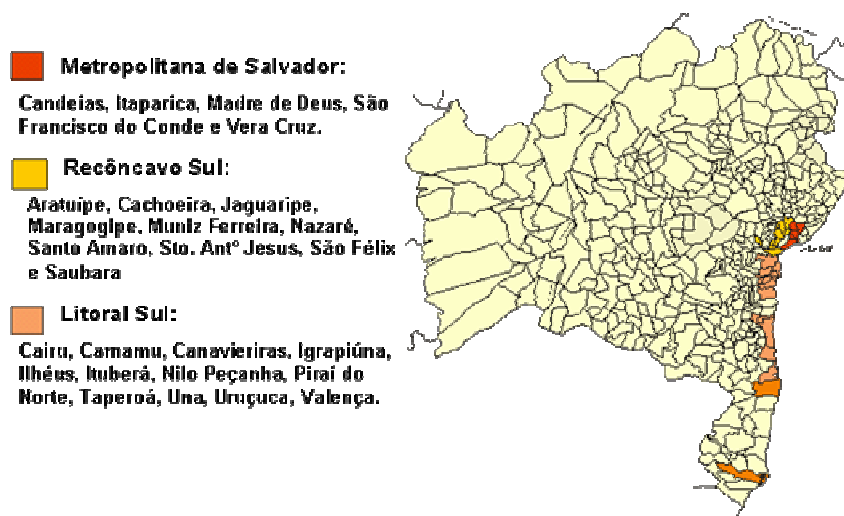 Metropolitana de Salvador:
Candeias, Itaparica, Madre de Deus, São
Francisco do Conde e Vera Cruz.
Recôncavo Sul:
Aratuípe, Cachoeira, Jaguaripe,
Maragogipe, Muniz Ferreira, Nazaré,
Santo Amaro, Sto. Antº Jesus, São Félix
e Saubara
Litoral Sul:
Cairu, Camamu, Canavieriras, Igrapiúna,
Ilhéus, Ituberá, Nilo Peçanha, Piraí do
Norte, Taperoá, Una, Uruçuca, Valença.